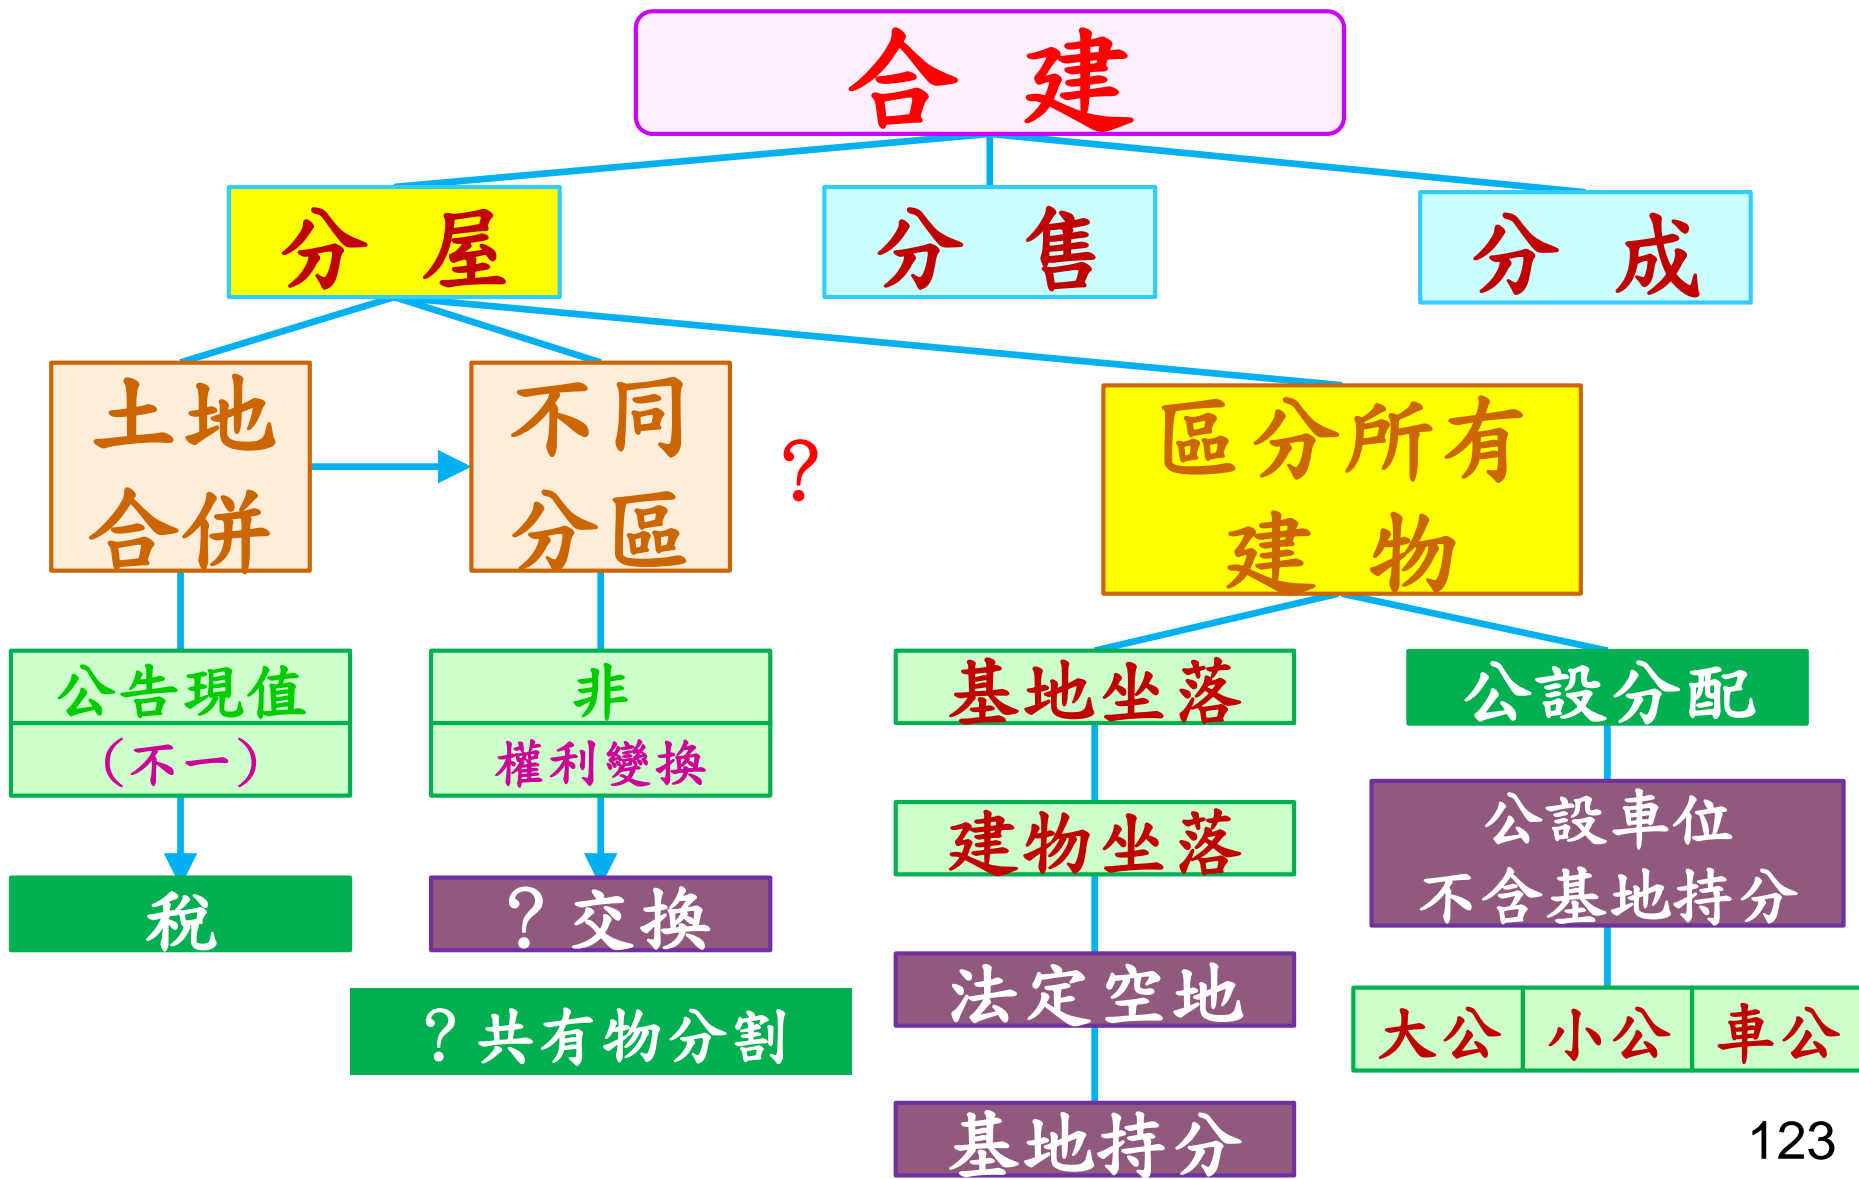 合 建
分 屋
分 售
分 成
土地
合併
不同
分區
?
區分所有
建 物
公告現值
(不一)
稅
非
權利變換
?交換
?共有物分割
基地坐落
建物坐落
法定空地
基地持分
公設分配
公設車位
不含基地持分
大公
小公
車公
123